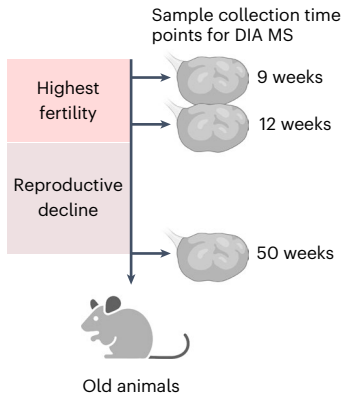 Sample collection time
points for DIA MS
Highest
fertility
9 weeks
12 weeks
Reproductive
decline
50 weeks
Old animals